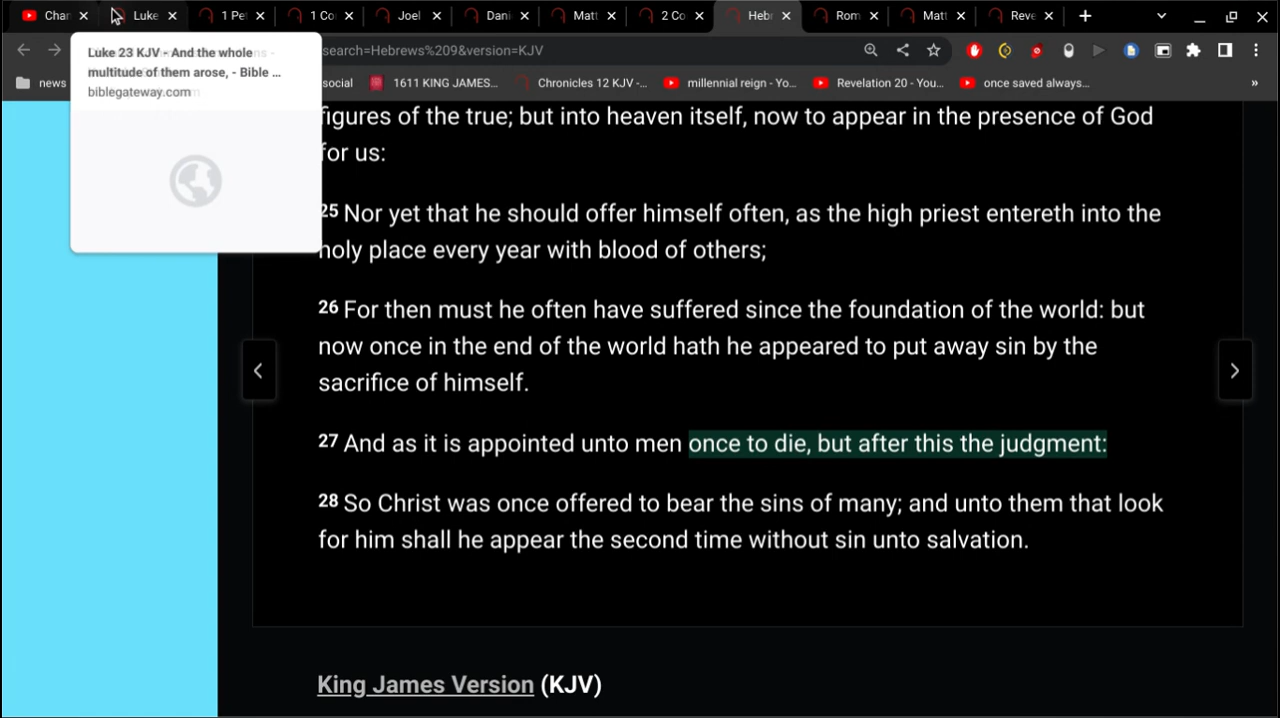 Chan
Luke
1 Pe
1 Co
Joel
Dani
Matt
2 Co
Heb
Rom
Matt
Reve
search=Hebrews%209&version=KJV
Luke 23 KJV - And the whole
multitude of them arose, - Bible ...
biblegateway.com
news
social
1611 KING JAMES...
Chronicles 12 KJV -...
millennial reign - Yo...
Revelation 20 - You...
once saved always...
»
figures of the true; but into heaven itself, now to appear in the presence of God
for us:
25 Nor yet that he should offer himself often, as the high priest entereth into the
holy place every year with blood of others;
26 For then must he often have suffered since the foundation of the world: but
now once in the end of the world hath he appeared to put away sin by the
sacrifice of himself.
27 And as it is appointed unto men once to die, but after this the judgment:
28 So Christ was once offered to bear the sins of many; and unto them that look
for him shall he appear the second time without sin unto salvation.
King James Version (KJV)